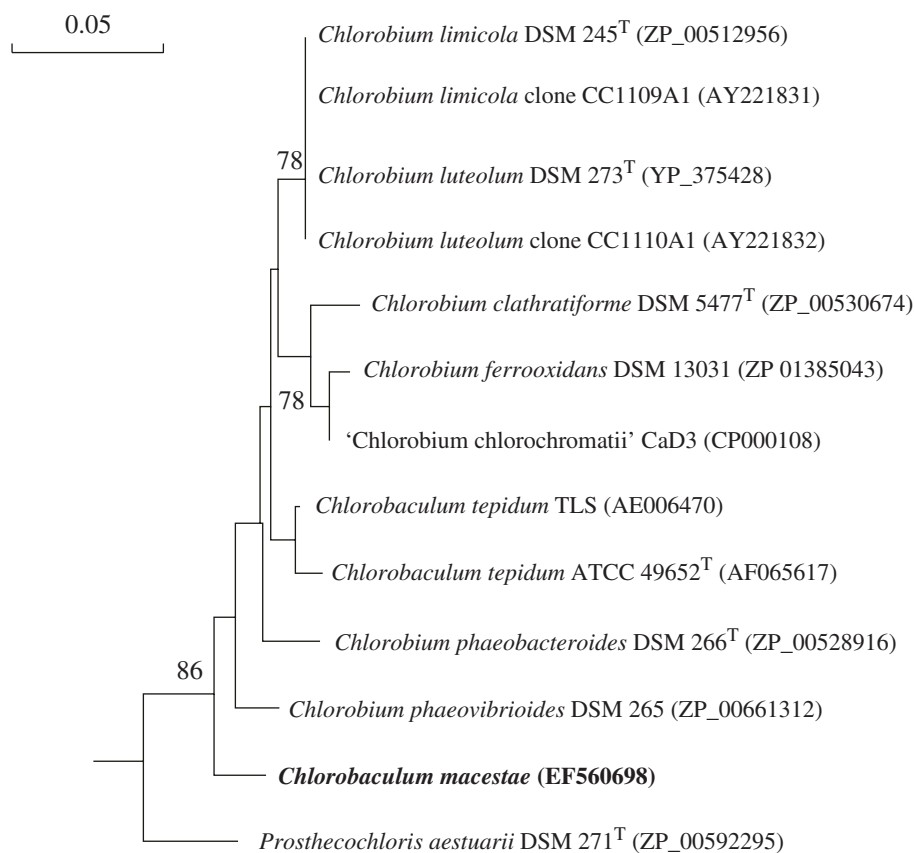 0.05
Chlorobium limicola DSM 245ᵀ (ZP_00512956)
Chlorobium limicola clone CC1109A1 (AY221831)
78
Chlorobium luteolum DSM 273ᵀ (YP_375428)
Chlorobium luteolum clone CC1110A1 (AY221832)
Chlorobium clathratiforme DSM 5477ᵀ (ZP_00530674)
Chlorobium ferrooxidans DSM 13031 (ZP 01385043)
78
‘Chlorobium chlorochromatii’ CaD3 (CP000108)
Chlorobaculum tepidum TLS (AE006470)
Chlorobaculum tepidum ATCC 49652ᵀ (AF065617)
Chlorobium phaeobacteroides DSM 266ᵀ (ZP_00528916)
86
Chlorobium phaeovibrioides DSM 265 (ZP_00661312)
Chlorobaculum macestae (EF560698)
Prosthecochloris aestuarii DSM 271ᵀ (ZP_00592295)